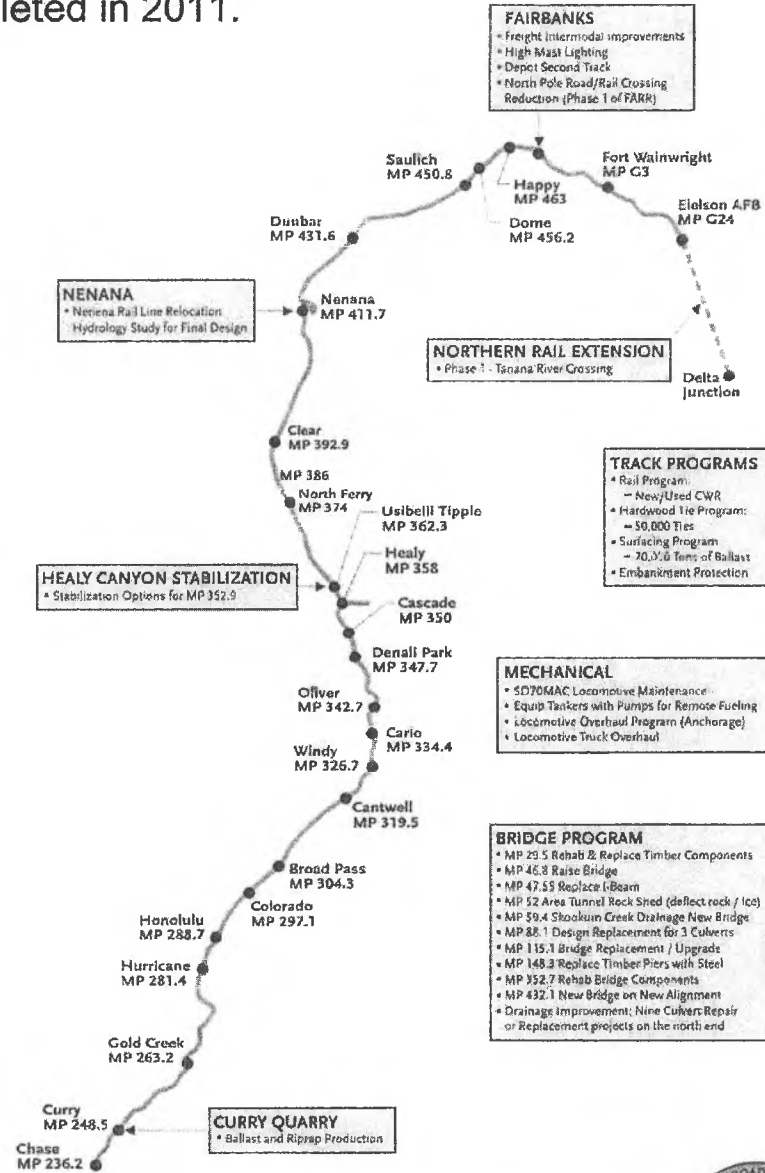 leted in 2011.
FAIRBANKS
• Freight Intermodal Improvements
• High Mast Lighting
• Depot Second Track
• North Pole Road/Rail Crossing
Reduction (Phase 1 of FARR)
Saulich
MP 450.8
Happy
MP 463
Dome
MP 456.2
Fort Wainwright
MP G3
Eielson AFB
MP G24
Dunbar
MP 431.6
NENANA
• Nenana Rail Line Relocation
Hydrology Study for Final Design
Nenana
MP 411.7
NORTHERN RAIL EXTENSION
• Phase 1 - Tanana River Crossing
Delta
Junction
Clear
MP 392.9
MP 386
North Ferry
MP 374
Usibelli Tipple
MP 362.3
Healy
MP 358
HEALY CANYON STABILIZATION
• Stabilization Options for MP 352.9
Cascade
MP 350
Denali Park
MP 347.7
TRACK PROGRAMS
• Rail Program:
– New/Used CWR
• Hardwood Tie Program:
– 50,000 Ties
• Surfacing Program
– Tons of Ballast
• Embankment Protection
Oliver
MP 342.7
Carlo
MP 334.4
Windy
MP 326.7
Cantwell
MP 319.5
MECHANICAL
• SD70MAC Locomotive Maintenance
• Equip Tankers with Pumps for Remote Fueling
• Locomotive Overhaul Program (Anchorage)
• Locomotive Truck Overhaul
Broad Pass
MP 304.3
Colorado
MP 297.1
Honolulu
MP 288.7
Hurricane
MP 281.4
BRIDGE PROGRAM
• MP 29.5 Rehab & Replace Timber Components
• MP 46.8 Raise Bridge
• MP 47.55 Replace I-Beam
• MP 52 Area Tunnel Rock Shed (deflect rock / ice)
• MP 59.4 Skookum Creek Drainage New Bridge
• MP 88.1 Design Replacement for 3 Culverts
• MP 115.1 Bridge Replacement / Upgrade
• MP 148.3 Replace Timber Piers with Steel
• MP 352.7 Rehab Bridge Components
• MP 432.1 New Bridge on New Alignment
• Drainage Improvement; Nine Culvert Repair
or Replacement projects on the north end
Gold Creek
MP 263.2
Curry
MP 248.5
CURRY QUARRY
• Ballast and Riprap Production
Chase
MP 236.2